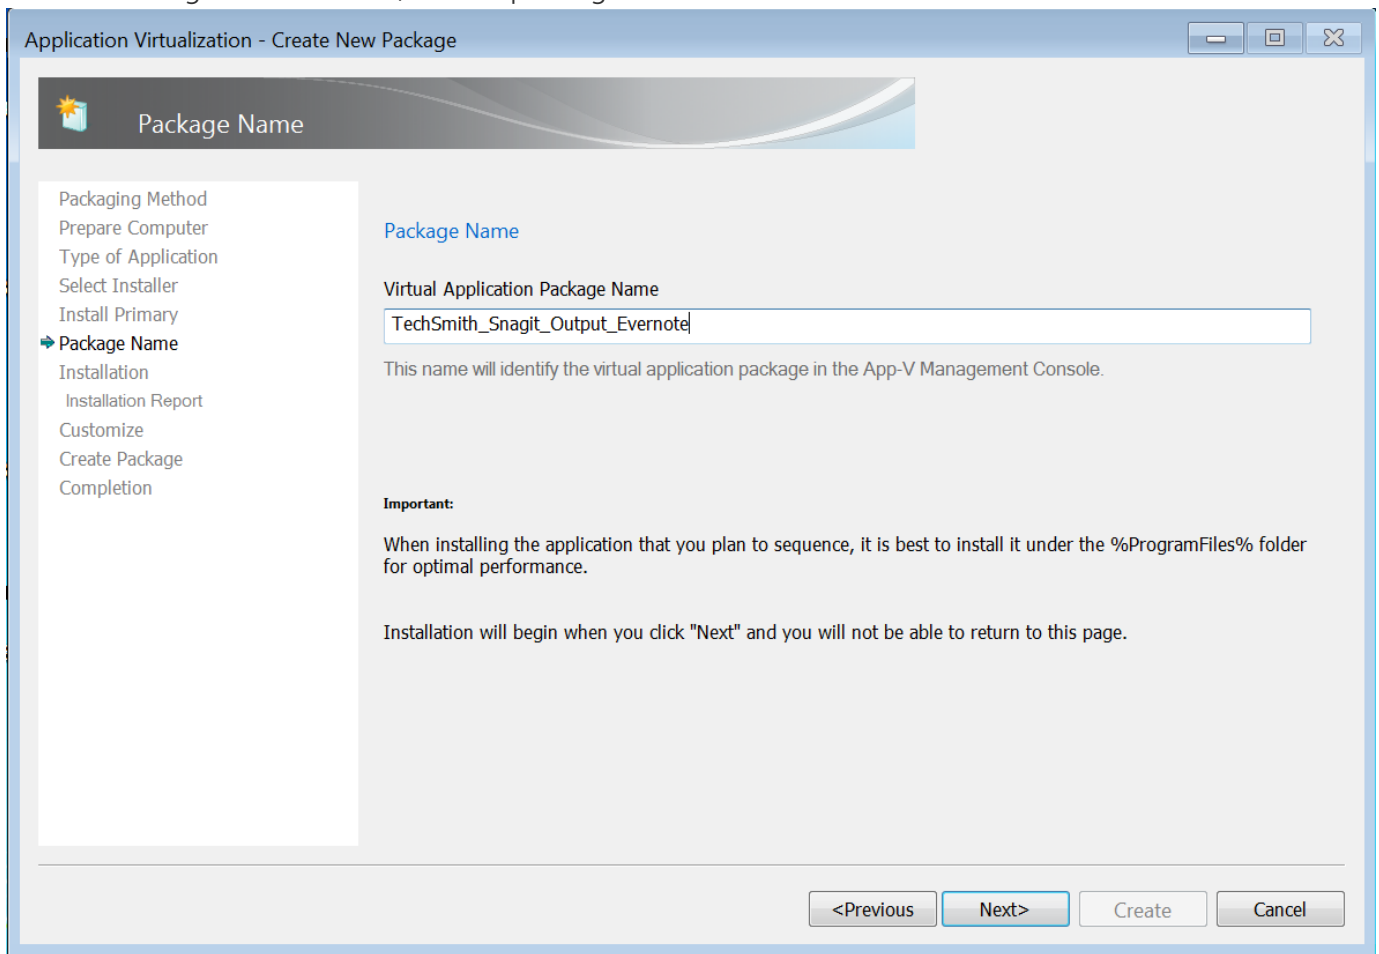 Application Virtualization - Create New Package
Package Name
Packaging Method
Prepare Computer
Type of Application
Select Installer
Install Primary
Package Name
Installation
Installation Report
Customize
Create Package
Completion
Package Name
Virtual Application Package Name
TechSmith_Snagit_Output_Evernote
This name will identify the virtual application package in the App-V Management Console.
Important:
When installing the application that you plan to sequence, it is best to install it under the %ProgramFiles% folder
for optimal performance.
Installation will begin when you click "Next" and you will not be able to return to this page.
<Previous
Next>
Create
Cancel